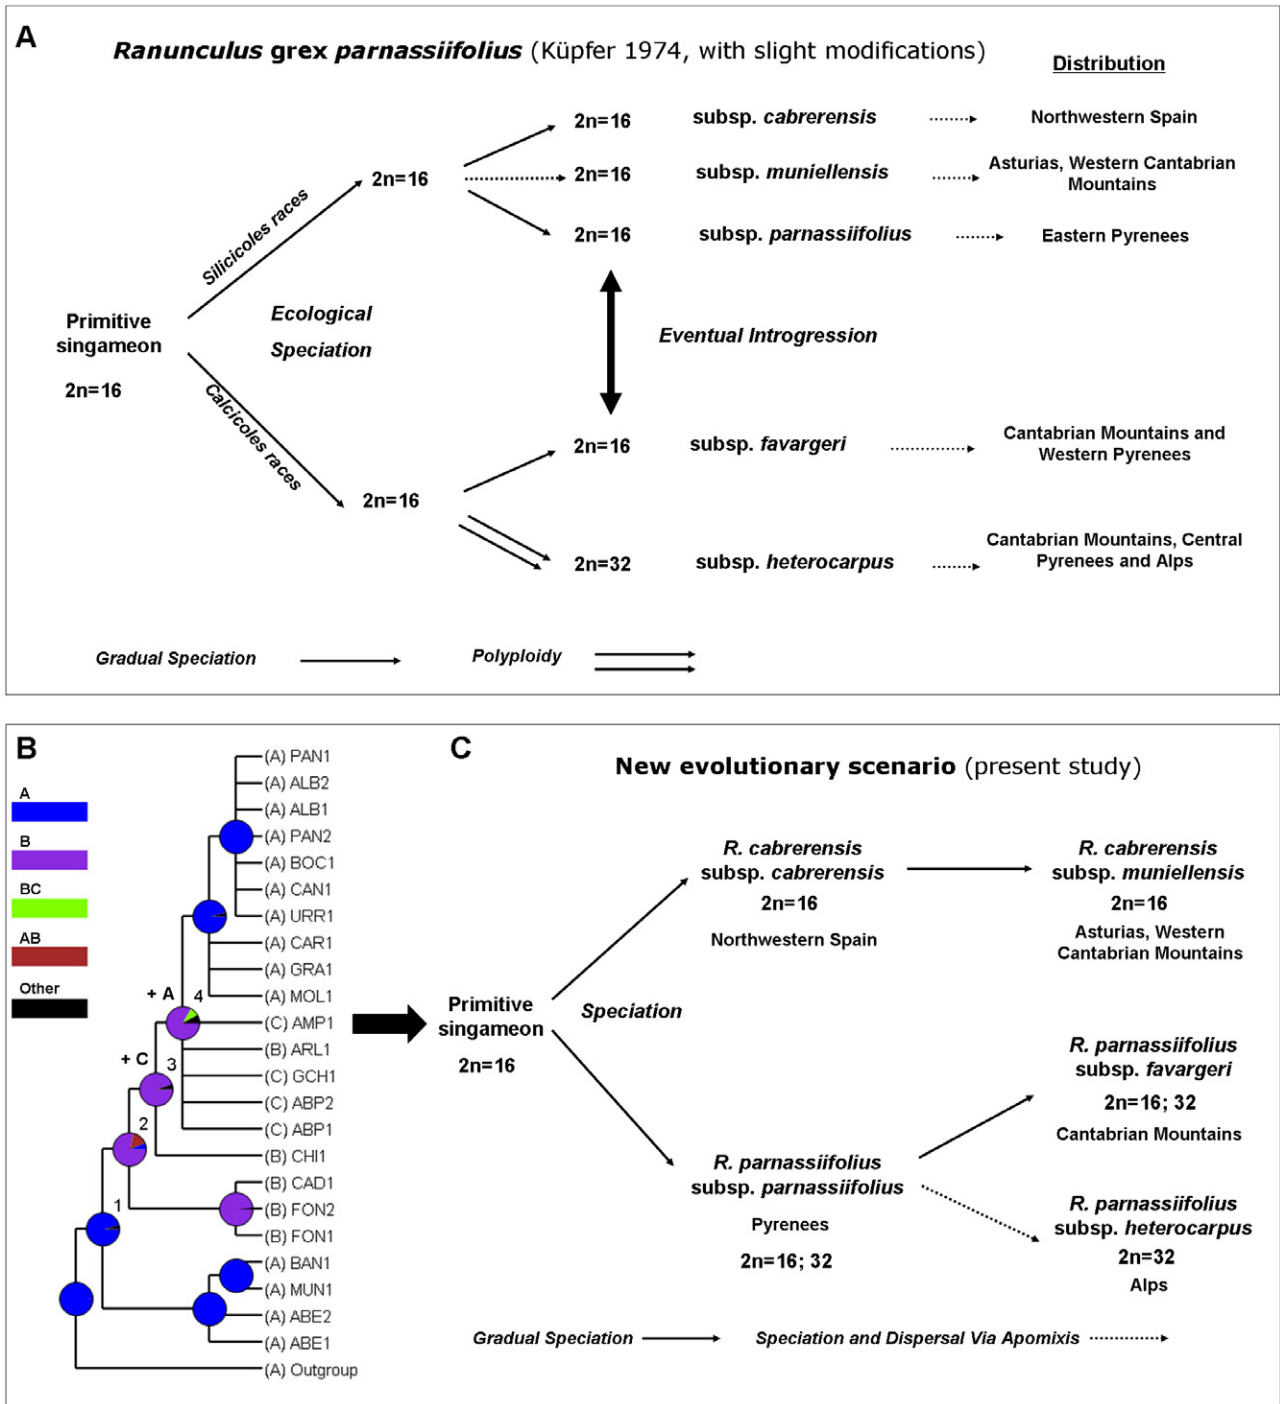 A
Ranunculus grex parnassiifolius (Küpfer 1974, with slight modifications)
Distribution
2n=16 subsp. cabrerensis Northwestern Spain
2n=16
2n=16 subsp. muniellensis Asturias, Western Cantabrian
Mountains
2n=16 subsp. parnassiifolius Eastern Pyrenees
Silicicoles races
Ecological
Speciation
Primitive
singameon
2n=16
Eventual Introgression
Calcicoles races
2n=16
2n=16 subsp. favargeri Cantabrian Mountains and
Western Pyrenees
2n=32 subsp. heterocarpus Cantabrian Mountains, Central
Pyrenees and Alps
Gradual Speciation
Polyploidy
B
A
B
BC
AB
Other
(A) PAN1
(A) ALB2
(A) ALB1
(A) PAN2
(A) BOC1
(A) CAN1
(A) URR1
(A) CAR1
(A) GRA1
(A) MOL1
+ A 4
(C) AMP1
(B) ARL1
+ C 3
(C) GCH1
(C) ABP2
(C) ABP1
2
(B) CHI1
(B) CAD1
1
(B) FON2
(B) FON1
(A) BAN1
(A) MUN1
(A) ABE2
(A) ABE1
(A) Outgroup
C
New evolutionary scenario (present study)
R. cabrerensis
subsp. cabrerensis
2n=16
Northwestern Spain
R. cabrerensis
subsp. muniellensis
2n=16
Asturias, Western
Cantabrian Mountains
Primitive
singameon
2n=16
Speciation
R. parnassiifolius
subsp. favargeri
2n=16; 32
Cantabrian Mountains
R. parnassiifolius
subsp. parnassiifolius
Pyrenees
2n=16; 32
R. parnassiifolius
subsp. heterocarpus
2n=32
Alps
Gradual Speciation
Speciation and Dispersal Via Apomixis